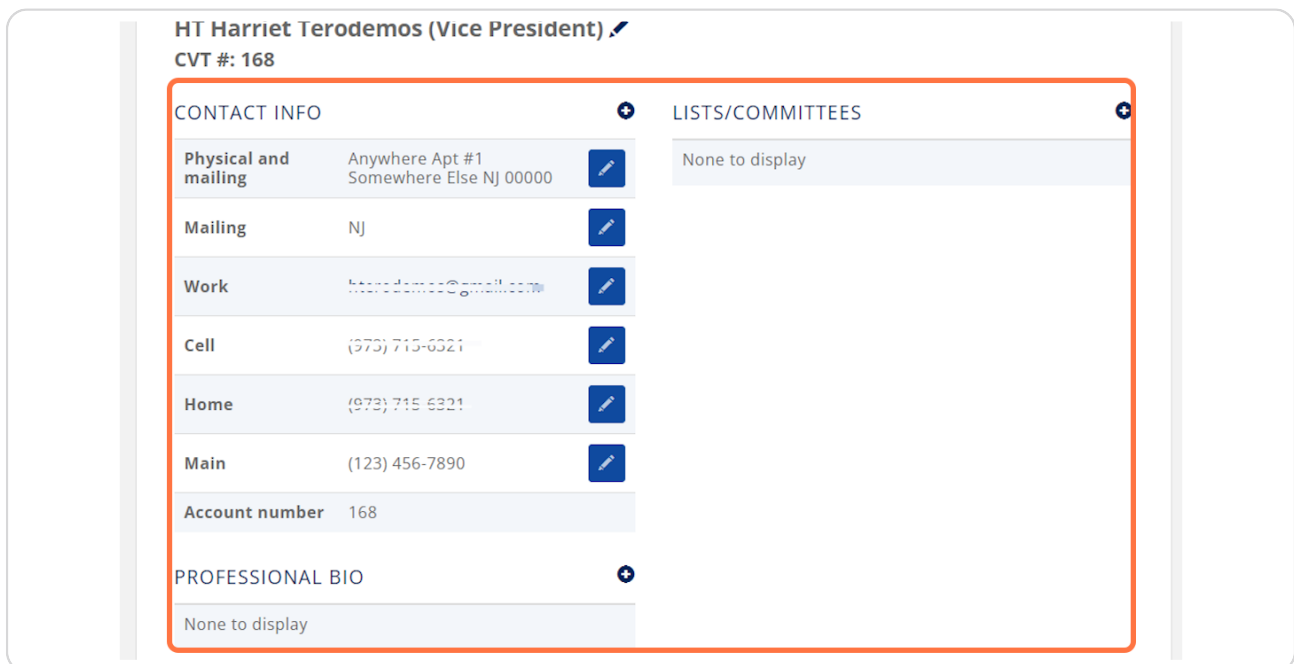 HT Harriet Terodemos (Vice President)
CVT #: 168
CONTACT INFO
Physical and mailing
Anywhere Apt #1
Somewhere Else NJ 00000
Mailing NJ
Work
Cell
Home
Main (123) 456-7890
Account number 168
PROFESSIONAL BIO
None to display
LISTS/COMMITTEES
None to display